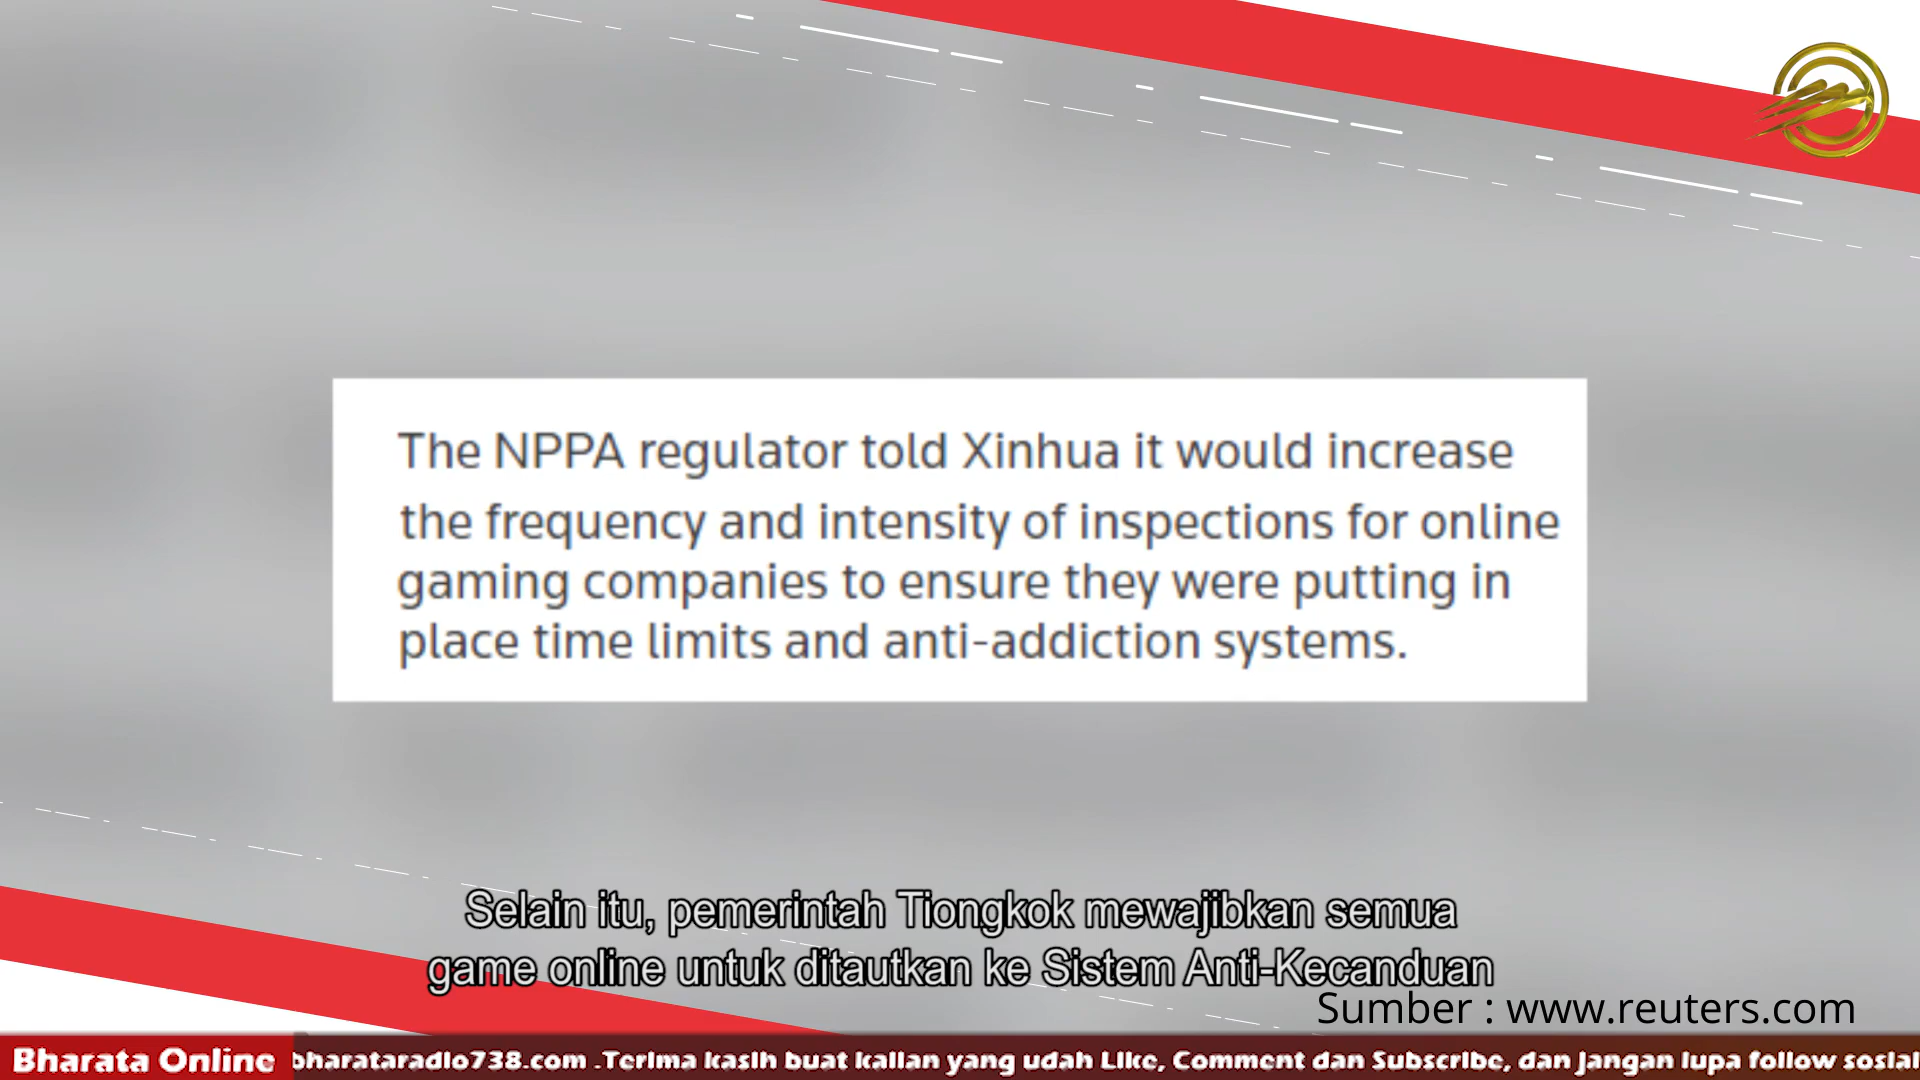 The NPPA regulator told Xinhua it would increase
the frequency and intensity of inspections for online
gaming companies to ensure they were putting in
place time limits and anti-addiction systems.
Selain itu, pemerintah Tiongkok mewajibkan semua
game online untuk ditautkan ke Sistem Anti-Kecanduan
Sumber : www.reuters.com
Bharata Online
bharataradio738.com .Terima kasih buat kalian yang udah Like, Comment dan Subscribe, dan jangan lupa follow sosial